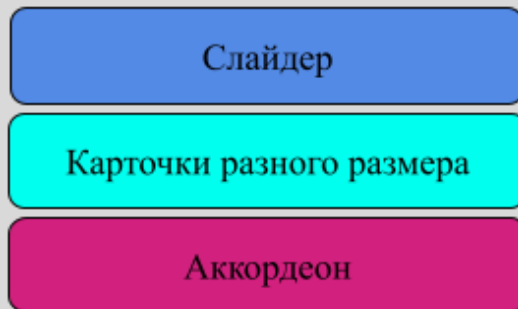 Слайдер
Карточки разного размера
Аккордеон